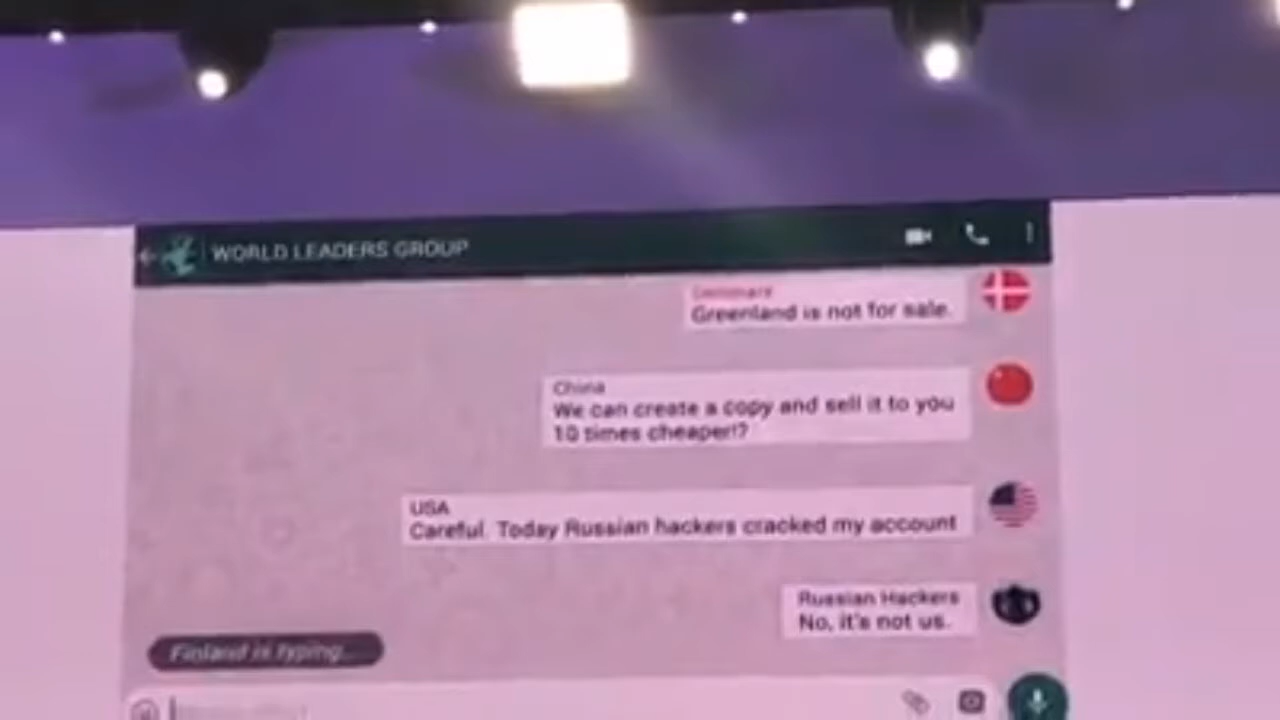 WORLD LEADERS GROUP
Denmark
Greenland is not for sale.
China
We can create a copy and sell it to you
10 times cheaper!?
USA
Careful. Today Russian hackers cracked my account
Russian Hackers
No, it's not us.
Finland is typing...